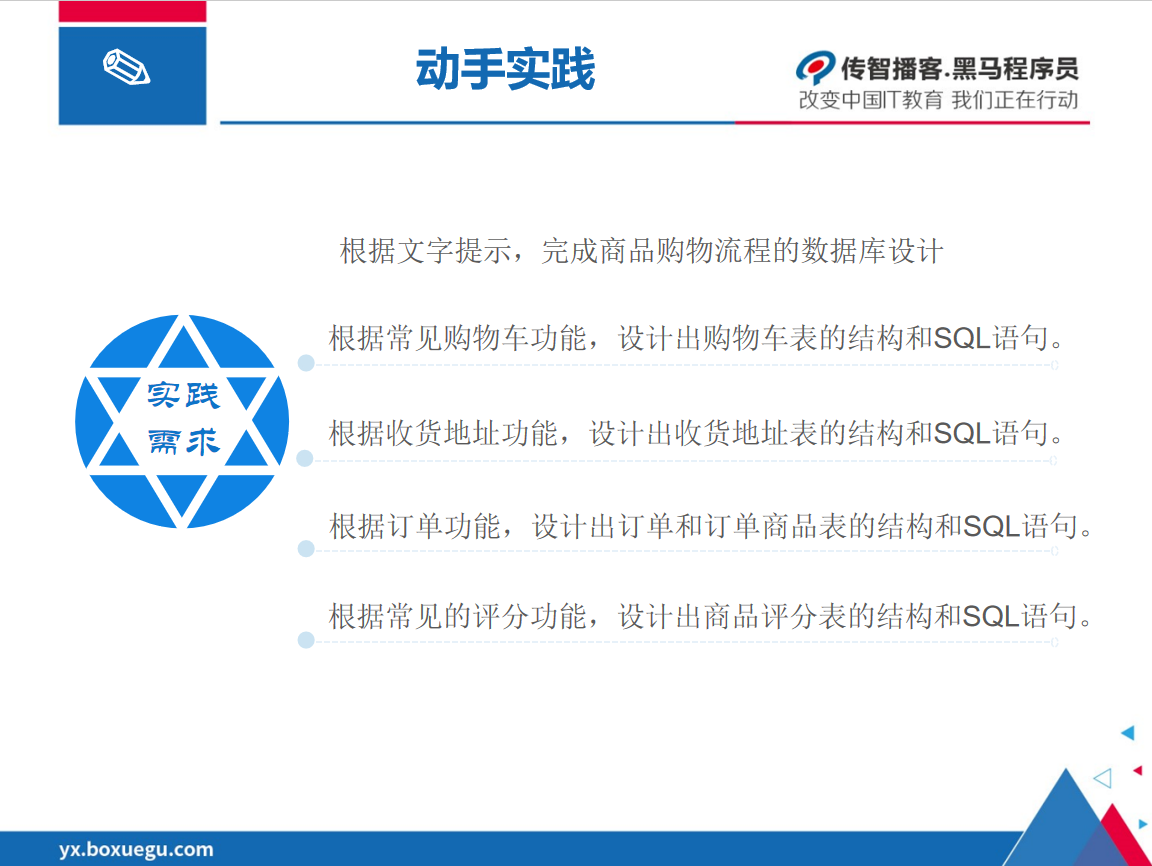 动手实践
传智播客.黑马程序员
改变中国IT教育 我们正在行动
根据文字提示，完成商品购物流程的数据库设计
实践
需求
根据常见购物车功能，设计出购物车表的结构和SQL语句。
根据收货地址功能，设计出收货地址表的结构和SQL语句。
根据订单功能，设计出订单和订单商品表的结构和SQL语句。
根据常见的评分功能，设计出商品评分表的结构和SQL语句。
yx.boxuegu.com